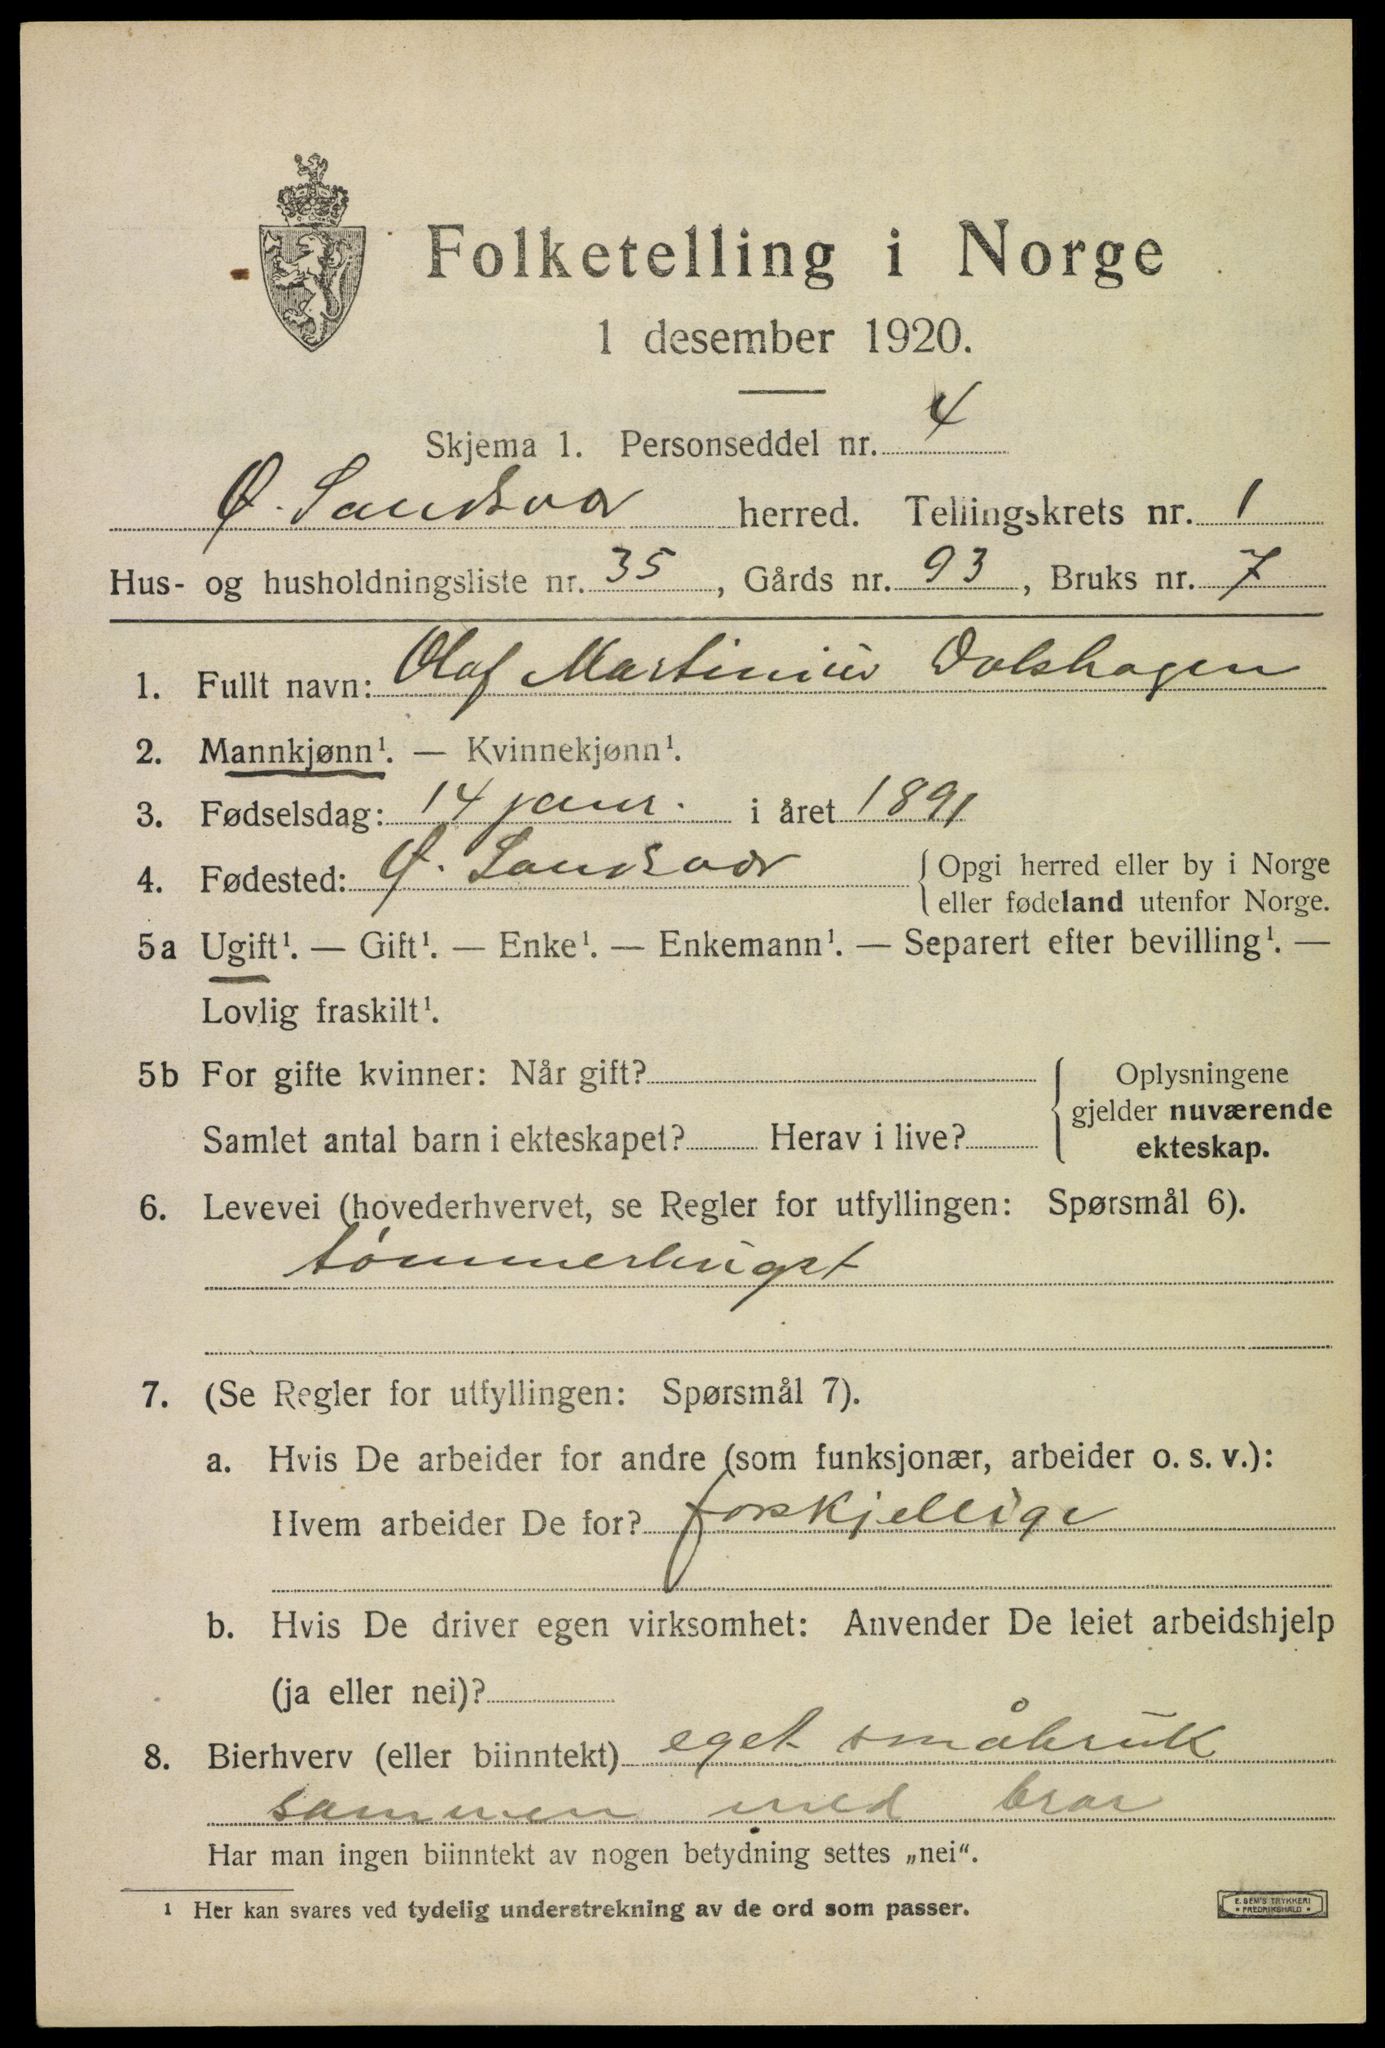 Folketelling i Norge
1 desember 1920.
Skjema 1. Personseddel nr. 4
Ø. Sandsvær herred. Tellingskrets nr. 1
Hus- og husholdningsliste nr. 35, Gårds nr. 93, Bruks nr. 7
1. Fullt navn: Olaf Martinius Dolshagen
2. Mannkjønn¹. — Kvinnekjønn¹.
3. Fødselsdag: 14 janr. i året 1891
4. Fødested: Ø. Sandsvær { Opgi herred eller by i Norge
eller fødeland utenfor Norge.
5a Ugift¹. — Gift¹. — Enke¹. — Enkemann¹. — Separert efter bevilling¹. —
Lovlig fraskilt¹.
5b For gifte kvinner: Når gift? { Oplysningene
gjelder nuværende
Samlet antal barn i ekteskapet? Herav i live? ekteskap.
6. Levevei (hovederhvervet, se Regler for utfyllingen: Spørsmål 6).
tømmerhugst
7. (Se Regler for utfyllingen: Spørsmål 7).
a. Hvis De arbeider for andre (som funksjonær, arbeider o. s. v.):
Hvem arbeider De for? forskjellige
b. Hvis De driver egen virksomhet: Anvender De leiet arbeidshjelp
(ja eller nei)?
8. Bierhverv (eller biinntekt) eget småbruk
sammen med bror
Har man ingen biinntekt av nogen betydning settes „nei“.
¹ Her kan svares ved tydelig understrekning av de ord som passer.
E. SEM'S TRYKKERI
* FREDRIKSHALD *